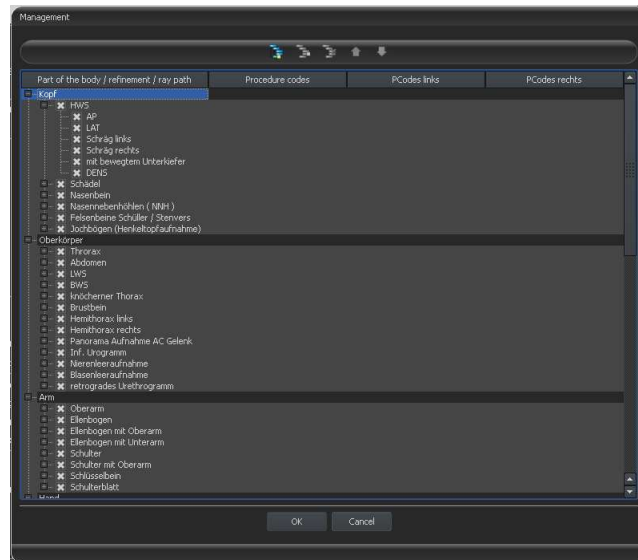 Management
Part of the body / refinement / ray path Procedure codes PCodes links PCodes rechts
Kopf
HWS
AP
LAT
Schräg links
Schräg rechts
mit bewegtem Unterkiefer
DENS
Schädel
Nasenbein
Nasennebenhöhlen ( NNH )
Felsenbeine Schüller / Stenvers
Jochbögen (Henkeltopfaufnahme)
Oberkörper
Throrax
Abdomen
LWS
BWS
knöcherner Thorax
Brustbein
Hemithorax links
Hemithorax rechts
Panorama Aufnahme AC Gelenk
Inf. Urogramm
Nierenleeraufnahme
Blasenleeraufnahme
retrogrades Urethrogramm
Arm
Oberarm
Ellenbogen
Ellenbogen mit Oberarm
Ellenbogen mit Unterarm
Schulter
Schulter mit Oberarm
Schlüsselbein
Schulterblatt
Hand
OK Cancel